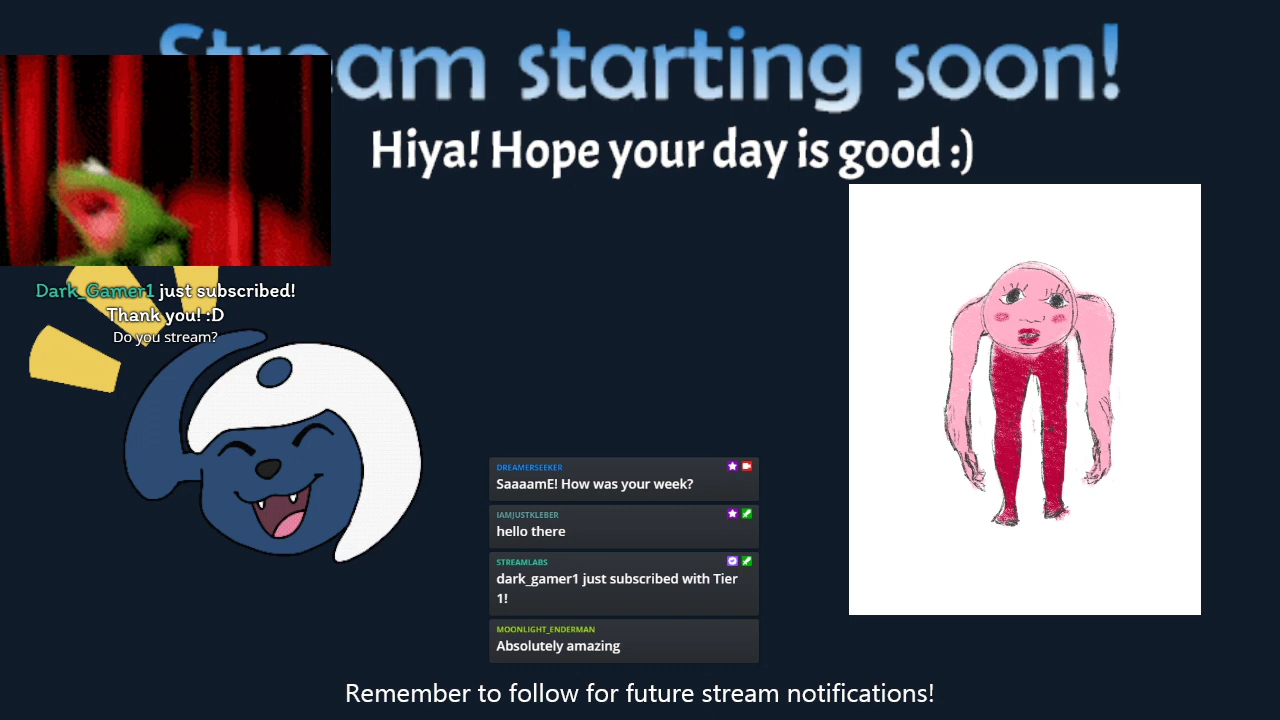 Stream starting soon!
Hiya! Hope your day is good :)
Dark_Gamer1 just subscribed!
Thank you! :D
Do you stream?
DREAMERSEEKER
SaaaamE! How was your week?
IAMJUSTKLEBER
hello there
STREAMLABS
dark_gamer1 just subscribed with Tier
1!
MOONLIGHT_ENDERMAN
Absolutely amazing
Remember to follow for future stream notifications!